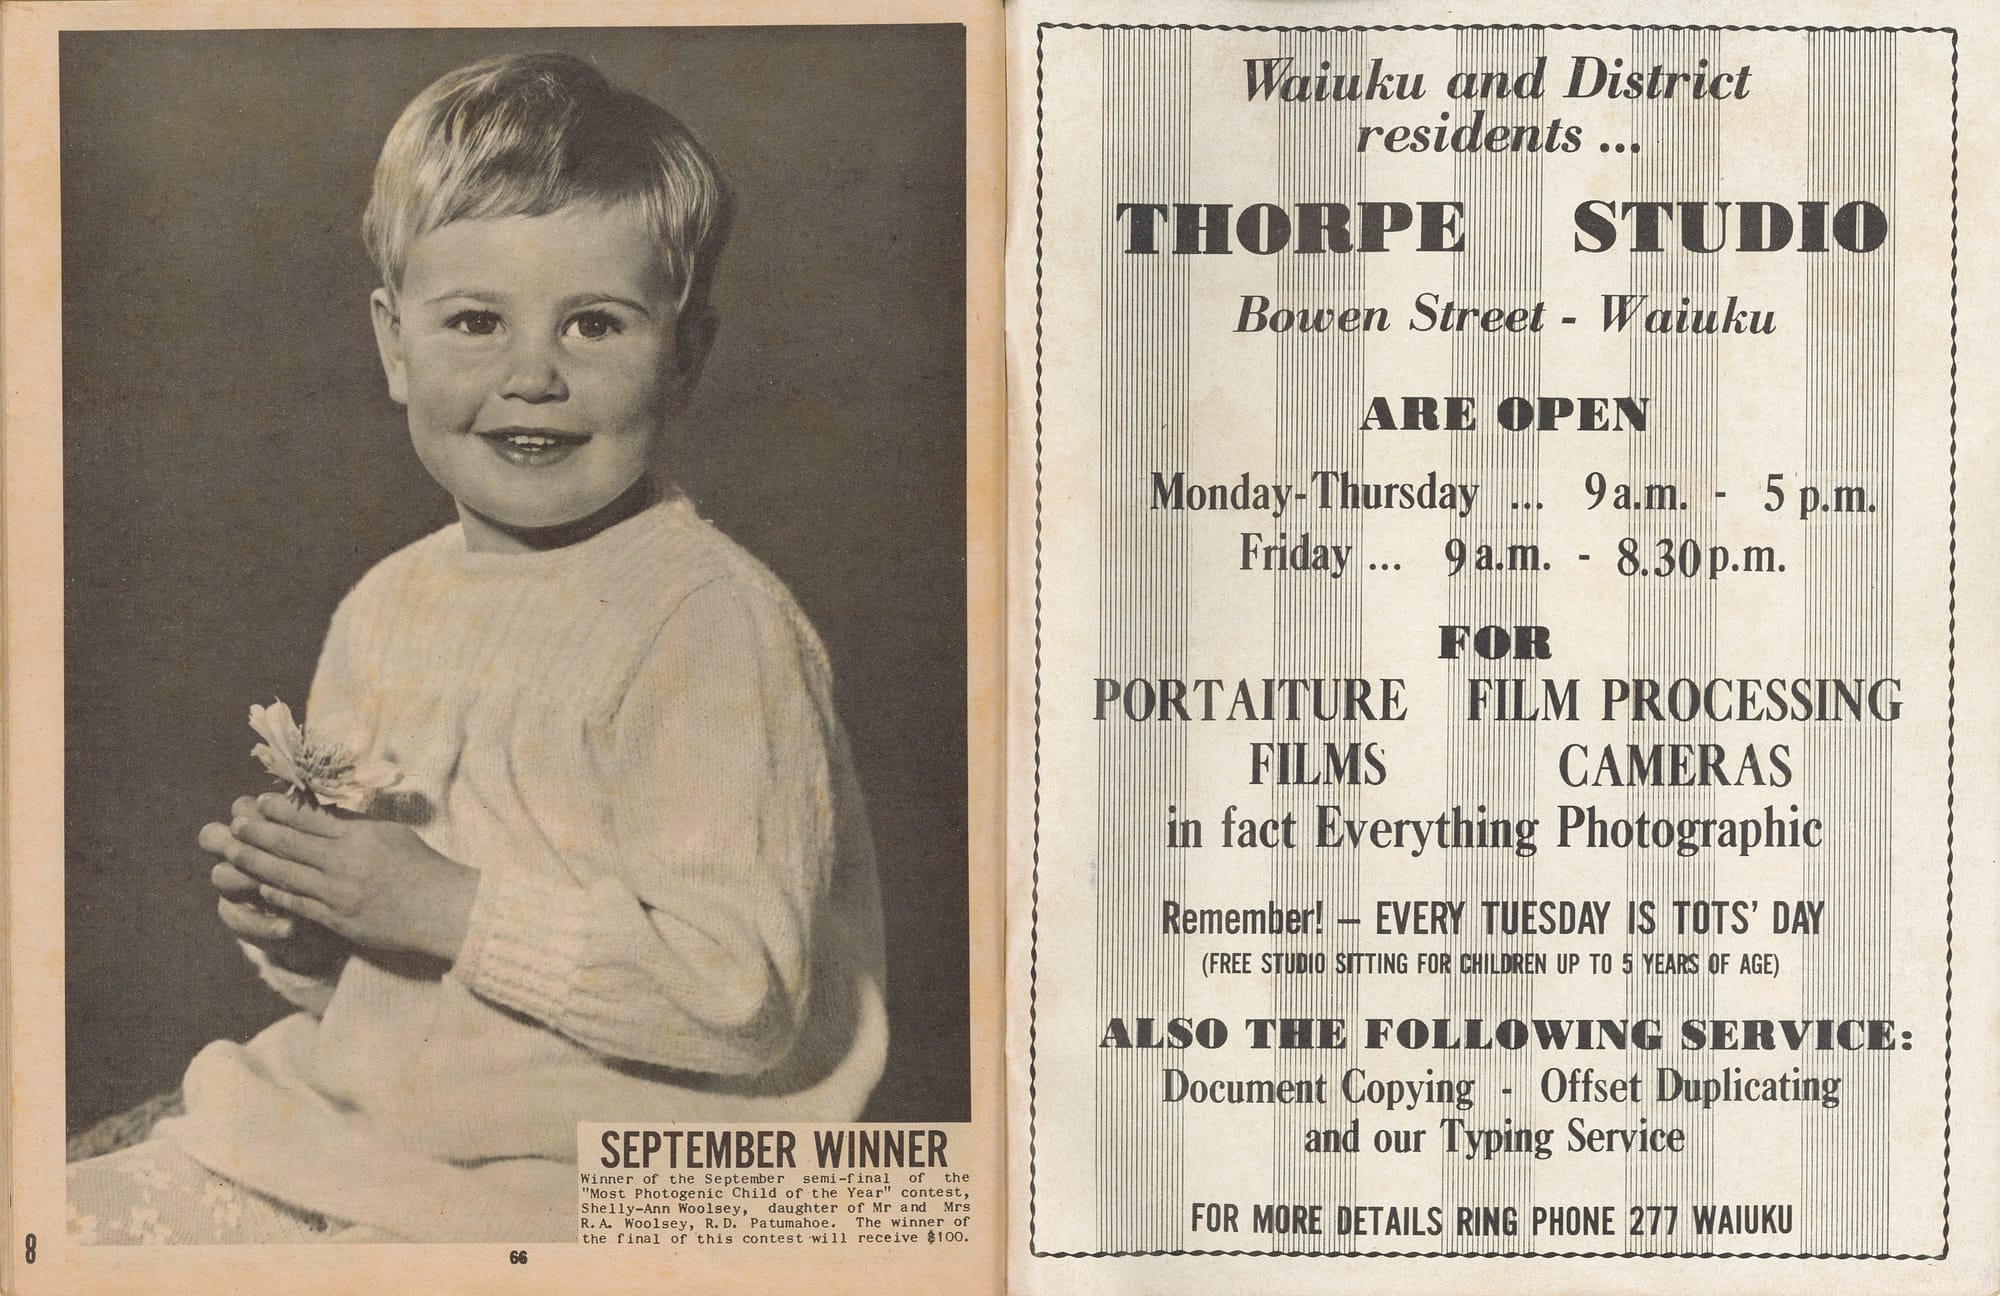 SEPTEMBER WINNER
Winner of the September semi-final of the
"Most Photogenic Child of the Year" contest,
Shelly-Ann Woolsey, daughter of Mr and Mrs
R.A. Woolsey, R.D. Patumahoe. The winner of
the final of this contest will receive $100.
8
66
Waiuku and District
residents ...
THORPE STUDIO
Bowen Street - Waiuku
ARE OPEN
Monday-Thursday ... 9 a.m. - 5 p.m.
Friday ... 9 a.m. - 8.30 p.m.
FOR
PORTAITURE FILM PROCESSING
FILMS CAMERAS
in fact Everything Photographic
Remember! — EVERY TUESDAY IS TOTS' DAY
(FREE STUDIO SITTING FOR CHILDREN UP TO 5 YEARS OF AGE)
ALSO THE FOLLOWING SERVICE:
Document Copying - Offset Duplicating
and our Typing Service
FOR MORE DETAILS RING PHONE 277 WAIUKU